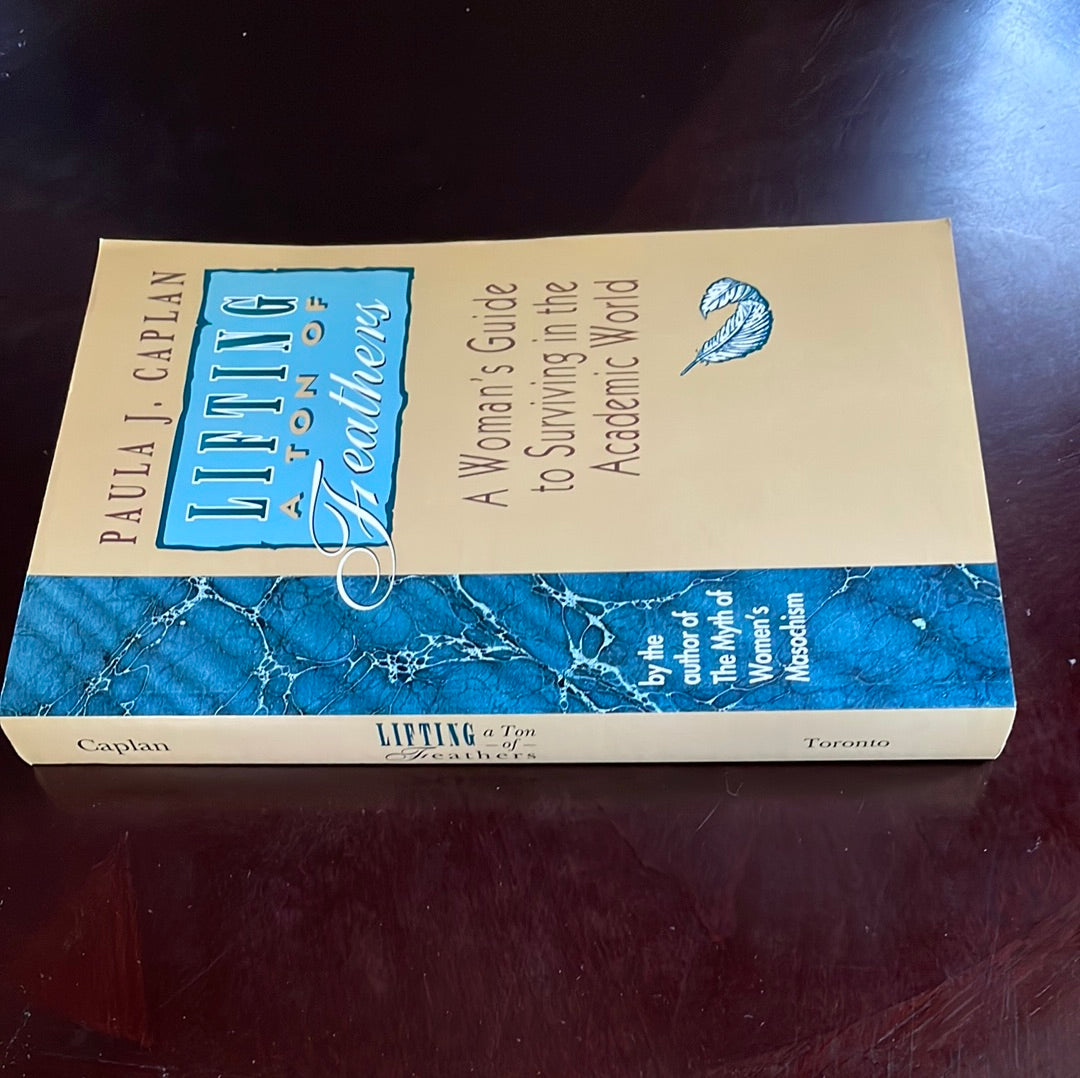 PAULA J. CAPLAN
LIFTING
A TON OF
Feathers
A Woman's Guide
to Surviving in the
Academic World
by the
author of
The Myth of
Women's
Masochism
Caplan
LIFTING a Ton
– of –
Feathers
Toronto